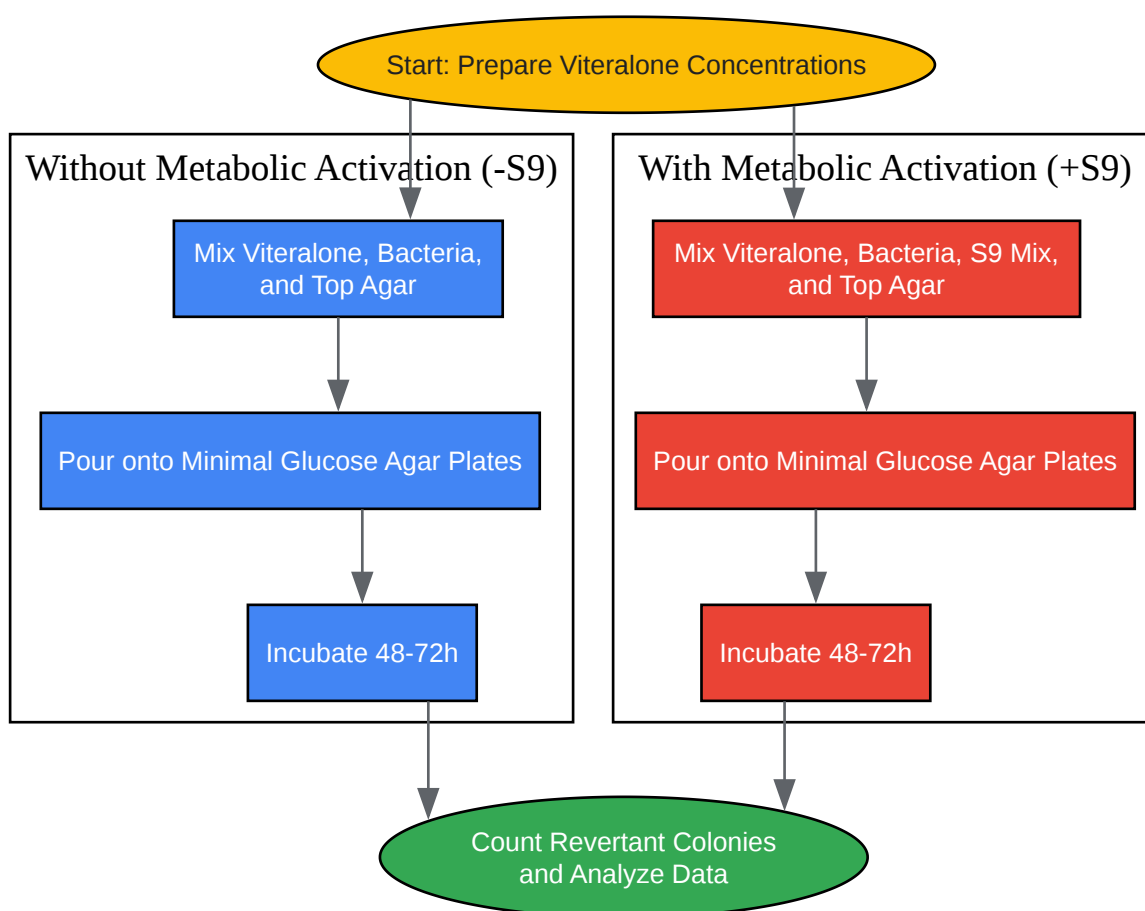 Start: Prepare Viteralone Concentrations
Without Metabolic Activation (-S9)
Mix Viteralone, Bacteria,
and Top Agar
Pour onto Minimal Glucose Agar Plates
Incubate 48-72h
With Metabolic Activation (+S9)
Mix Viteralone, Bacteria, S9 Mix,
and Top Agar
Pour onto Minimal Glucose Agar Plates
Incubate 48-72h
Count Revertant Colonies
and Analyze Data